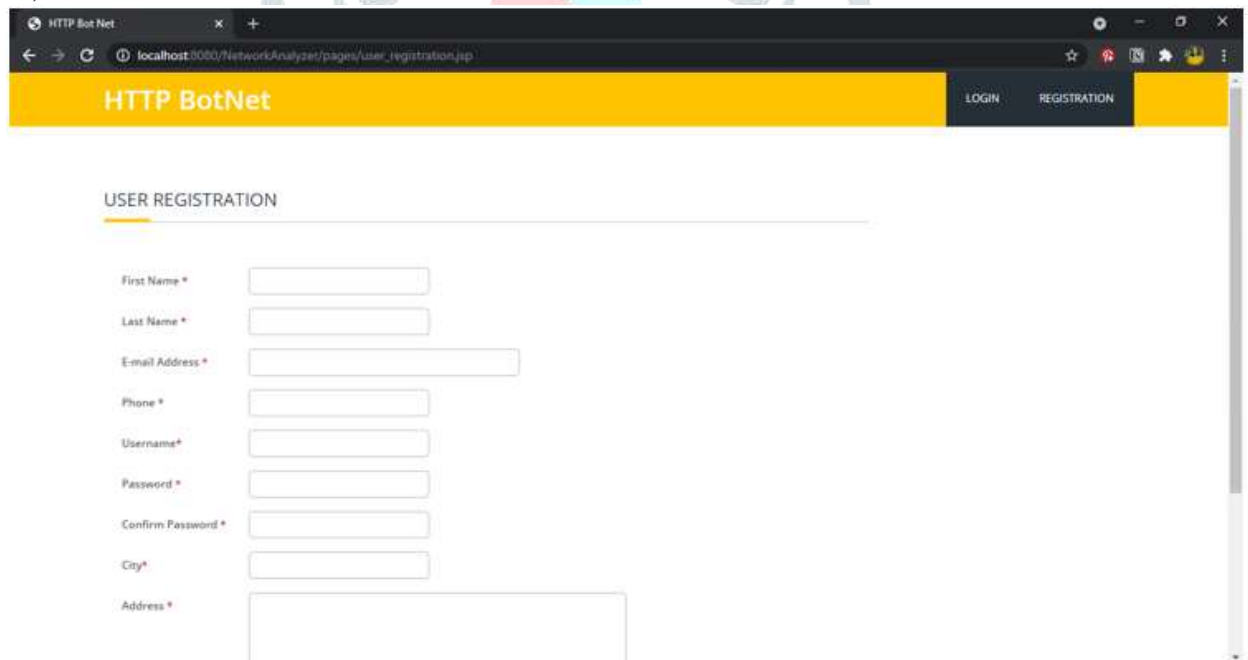 HTTP Bot Net
localhost:8080/NetworkAnalyzer/pages/user_registration.jsp
HTTP BotNet
LOGIN REGISTRATION
USER REGISTRATION
First Name *
Last Name *
E-mail Address *
Phone *
Username*
Password *
Confirm Password *
City*
Address *